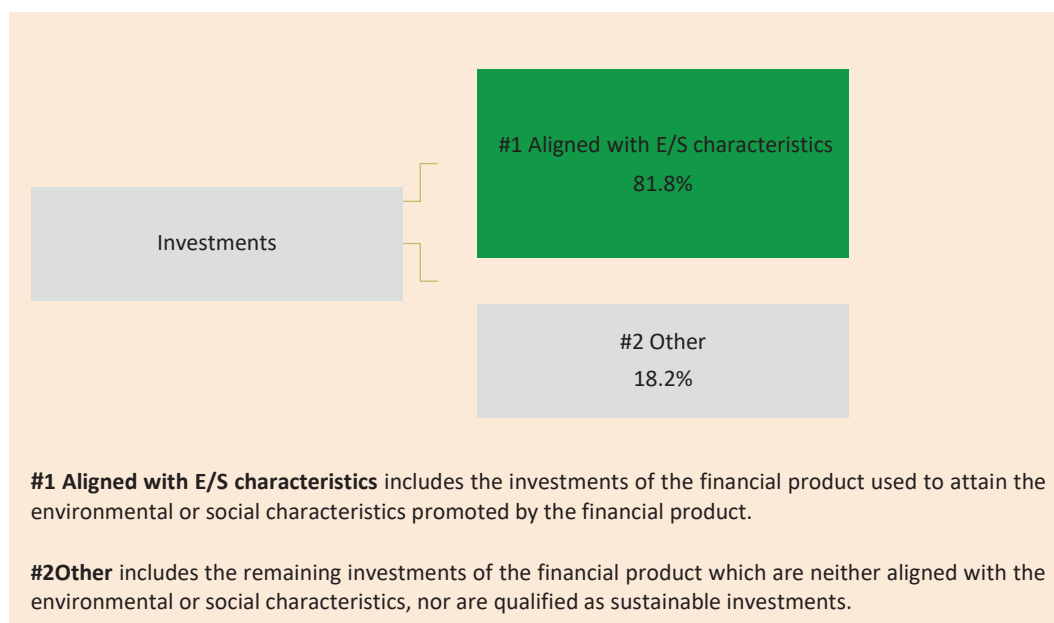 #1 Aligned with E/S characteristics
81.8%
Investments
#2 Other
18.2%
#1 Aligned with E/S characteristics includes the investments of the financial product used to attain the
environmental or social characteristics promoted by the financial product.
#2Other includes the remaining investments of the financial product which are neither aligned with the
environmental or social characteristics, nor are qualified as sustainable investments.